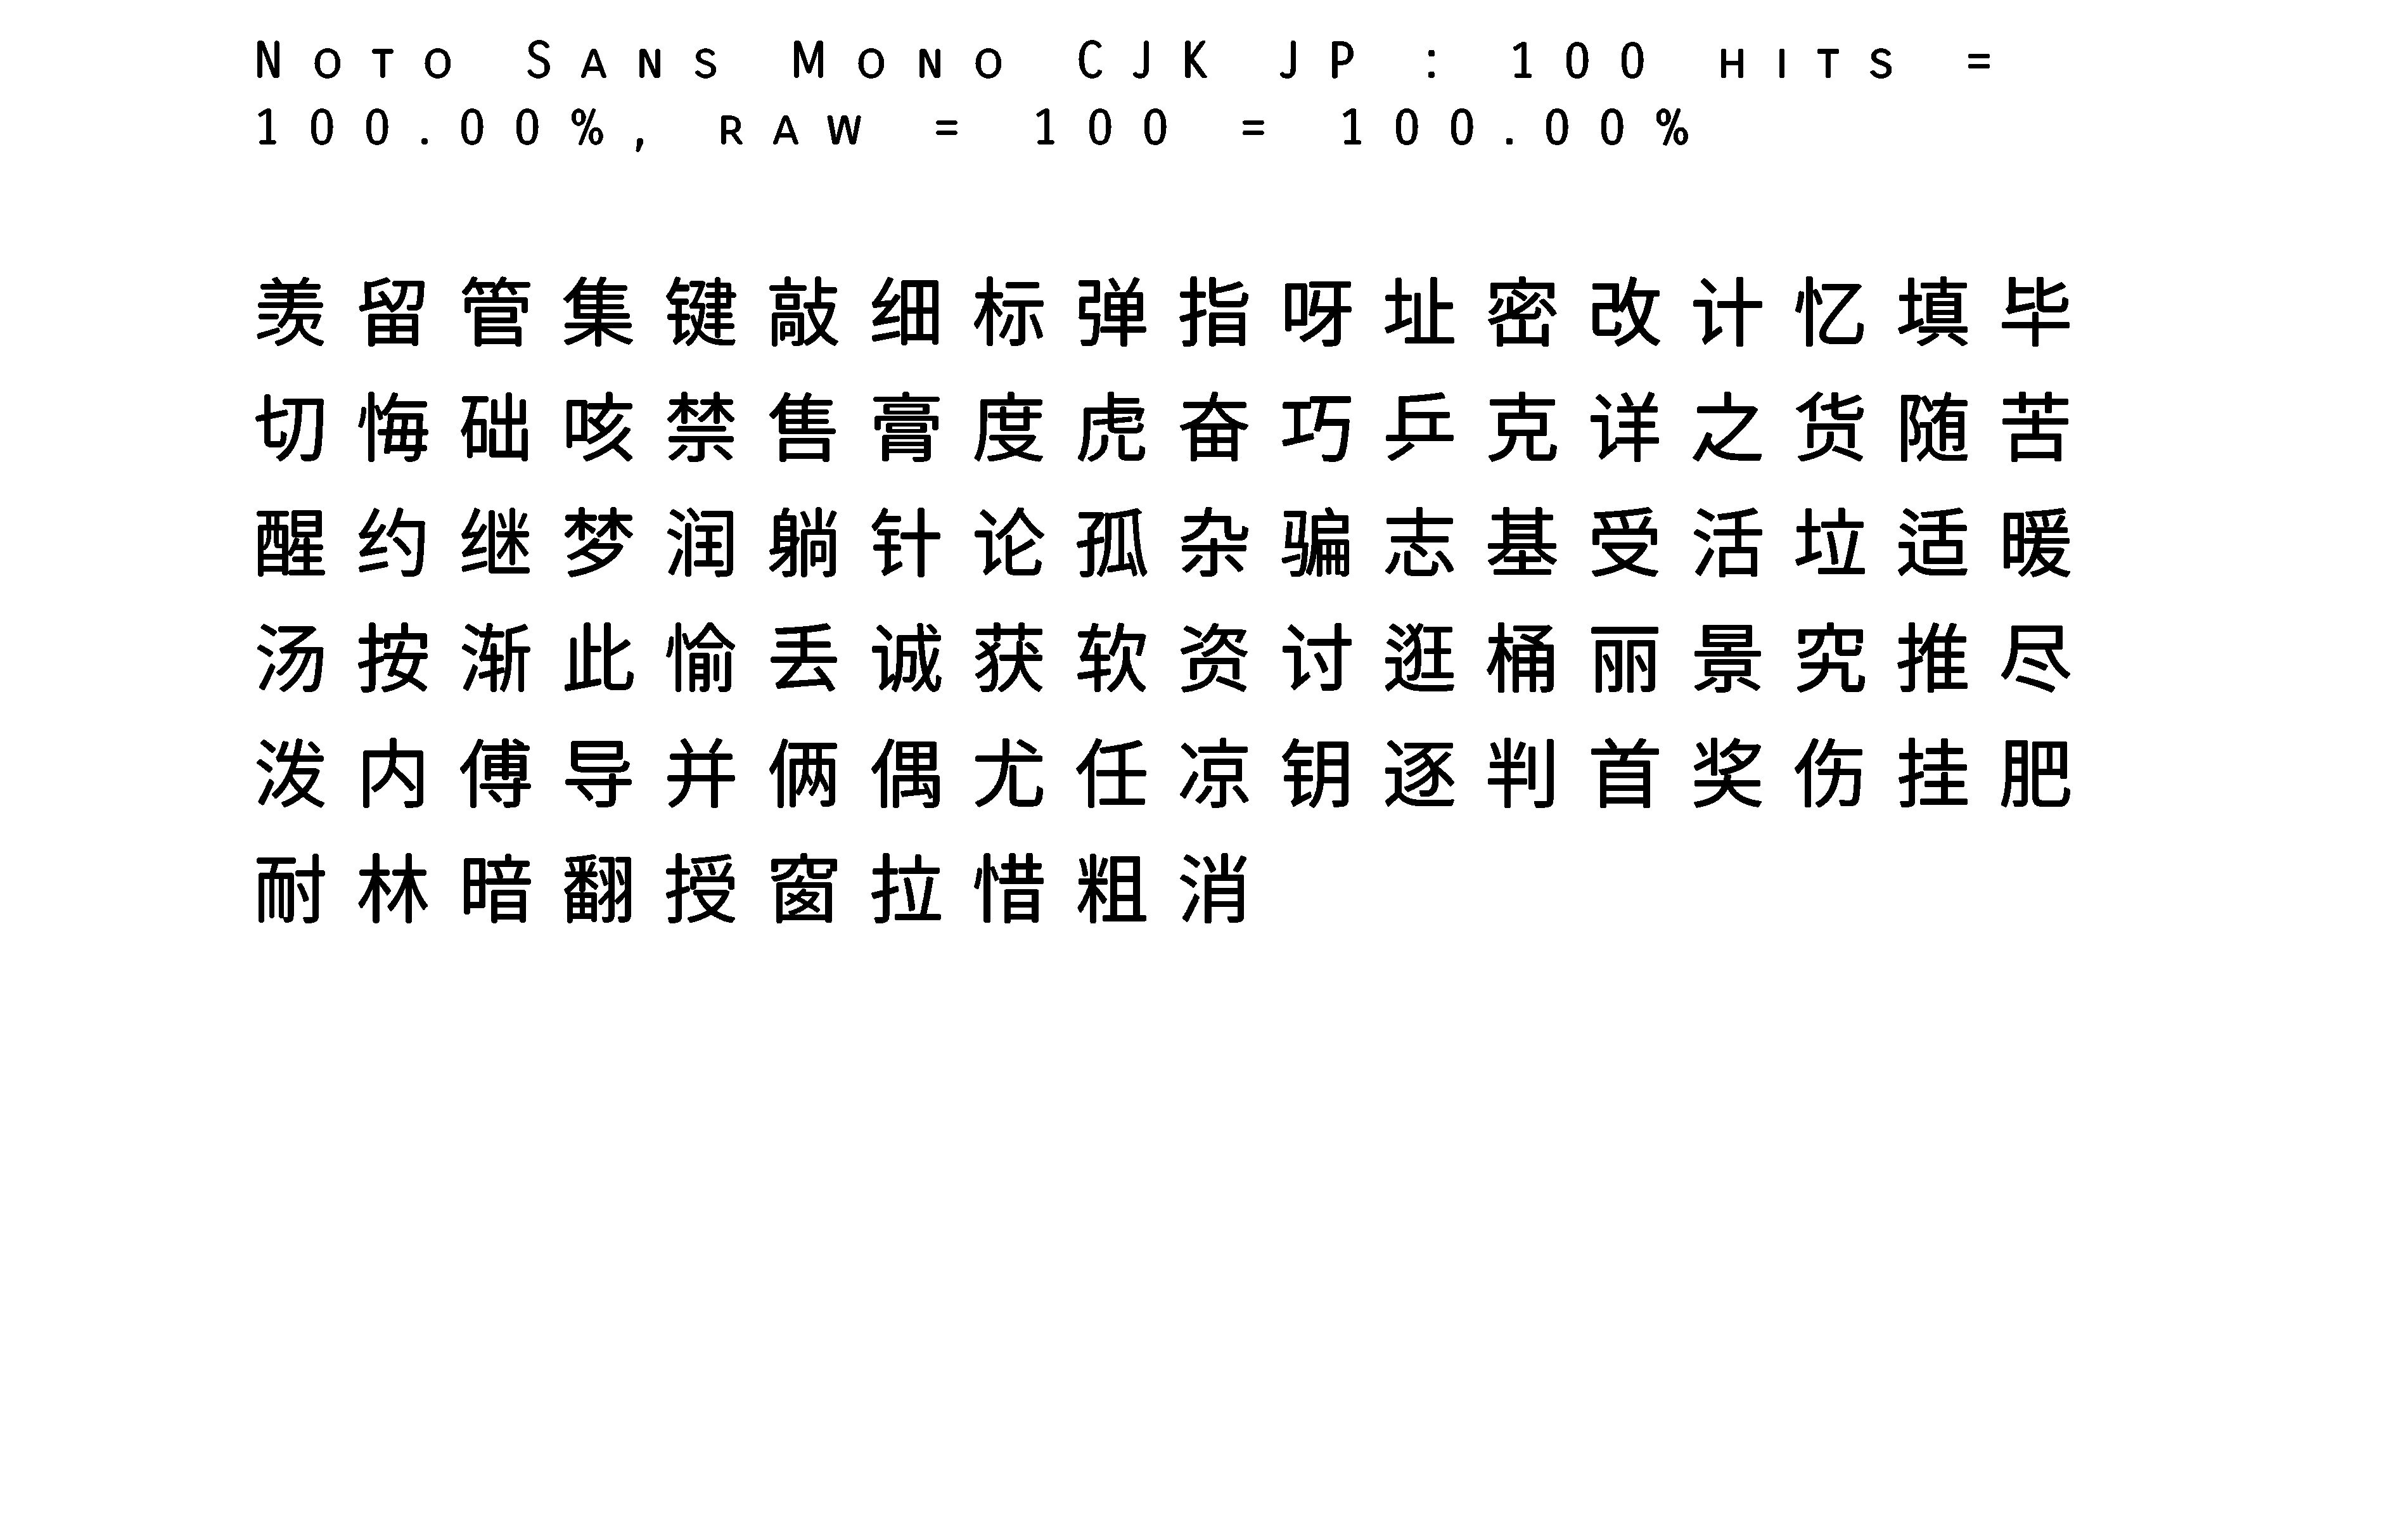 Noto Sans Mono CJK JP : 100 hits =
100.00%, raw = 100 = 100.00%
羡留管集键敲细标弹指呀址密改计忆填毕
切悔础咳禁售膏度虎奋巧乒克详之货随苦
醒约继梦润躺针论孤杂骗志基受活垃适暖
汤按渐此愉丢诚获软资讨逛桶丽景究推尽
泼内傅导并俩偶尤任凉钥逐判首奖伤挂肥
耐林暗翻授窗拉惜粗消